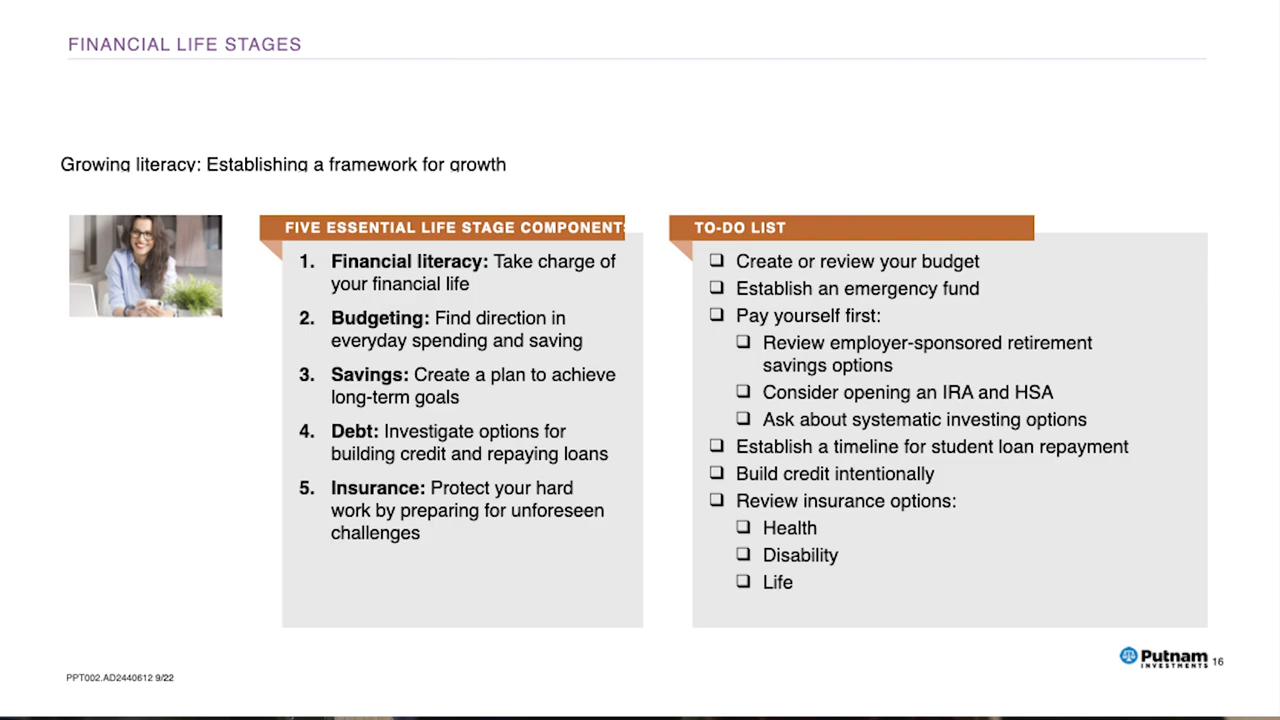 FINANCIAL LIFE STAGES
Growing literacy: Establishing a framework for growth
FIVE ESSENTIAL LIFE STAGE COMPONENTS
1. Financial literacy: Take charge of
your financial life
2. Budgeting: Find direction in
everyday spending and saving
3. Savings: Create a plan to achieve
long-term goals
4. Debt: Investigate options for
building credit and repaying loans
5. Insurance: Protect your hard
work by preparing for unforeseen
challenges
TO-DO LIST
❑ Create or review your budget
❑ Establish an emergency fund
❑ Pay yourself first:
❑ Review employer-sponsored retirement
savings options
❑ Consider opening an IRA and HSA
❑ Ask about systematic investing options
❑ Establish a timeline for student loan repayment
❑ Build credit intentionally
❑ Review insurance options:
❑ Health
❑ Disability
❑ Life
Putnam
INVESTMENTS
16
PPT002.AD2440612 9/22